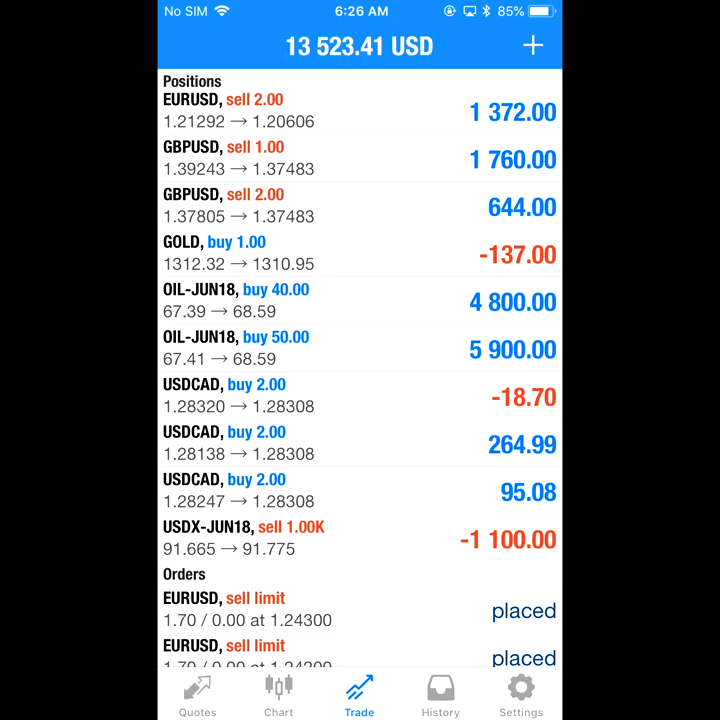 No SIM 6:26 AM 85%
13 523.41 USD +
Positions
EURUSD, sell 2.00
1.21292 → 1.20606 1 372.00
GBPUSD, sell 1.00
1.39243 → 1.37483 1 760.00
GBPUSD, sell 2.00
1.37805 → 1.37483 644.00
GOLD, buy 1.00
1312.32 → 1310.95 -137.00
OIL-JUN18, buy 40.00
67.39 → 68.59 4 800.00
OIL-JUN18, buy 50.00
67.41 → 68.59 5 900.00
USDCAD, buy 2.00
1.28320 → 1.28308 -18.70
USDCAD, buy 2.00
1.28138 → 1.28308 264.99
USDCAD, buy 2.00
1.28247 → 1.28308 95.08
USDX-JUN18, sell 1.00K
91.665 → 91.775 -1 100.00
Orders
EURUSD, sell limit
1.70 / 0.00 at 1.24300 placed
EURUSD, sell limit
1.70 / 0.00 at placed
Quotes Chart Trade History Settings